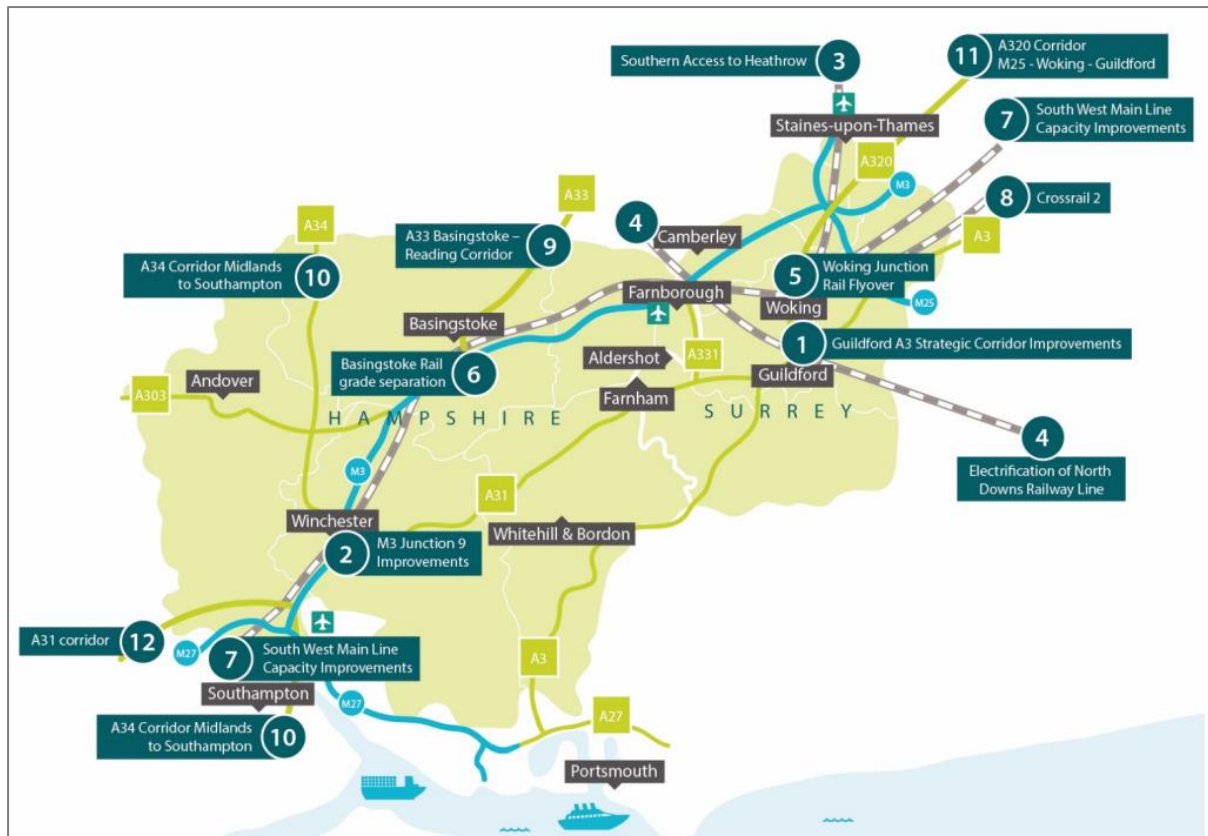 Southern Access to Heathrow
3
11
A320 Corridor
M25 - Woking - Guildford
7
South West Main Line
Capacity Improvements
Staines-upon-Thames
A320
M3
8
Crossrail 2
A3
A33
4
Camberley
A34
A33 Basingstoke –
Reading Corridor
9
A34 Corridor Midlands
to Southampton
10
5
Woking Junction
Rail Flyover
Woking
M25
Farnborough
Basingstoke
1
Guildford A3 Strategic Corridor Improvements
Aldershot
A331
Guildford
Basingstoke Rail
grade separation
6
Andover
A303
Farnham
HAMPSHIRE
SURREY
4
Electrification of North
Downs Railway Line
M3
A31
Winchester
Whitehill & Bordon
2
M3 Junction 9
Improvements
A31 corridor
12
M27
7
South West Main Line
Capacity Improvements
A3
Southampton
M27
A27
A34 Corridor Midlands
to Southampton
10
Portsmouth